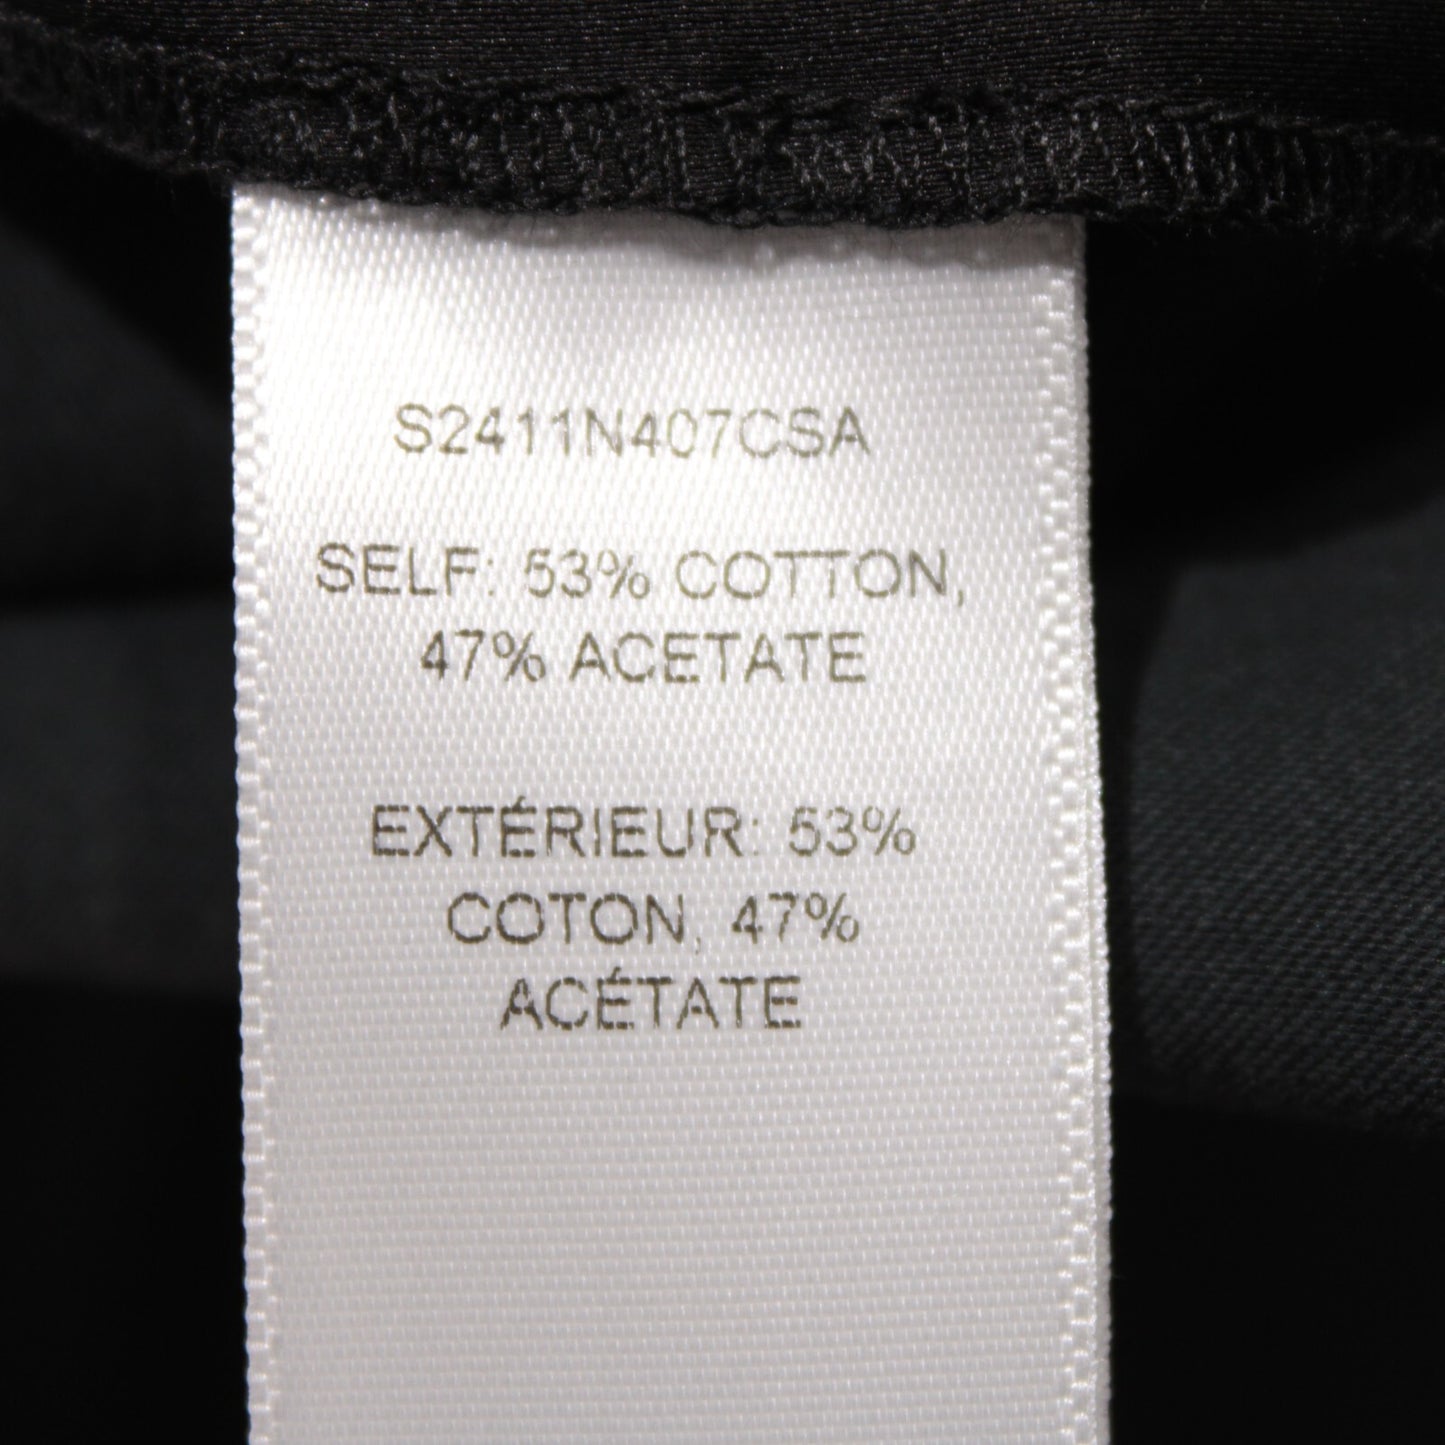 S2411N407CSA
SELF: 53% COTTON,
47% ACETATE
EXTÉRIEUR: 53%
COTON, 47%
ACÉTATE